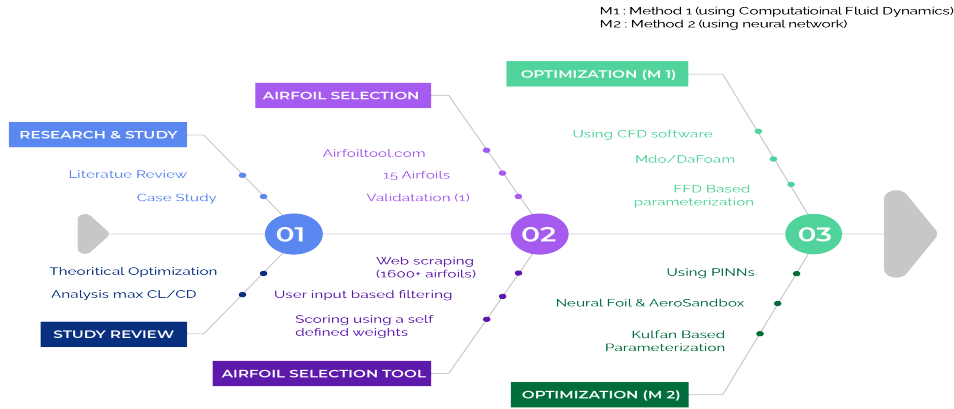 M1 : Method 1 (using Computatioinal Fluid Dynamics)
M2 : Method 2 (using neural network)
OPTIMIZATION (M 1)
AIRFOIL SELECTION
RESEARCH & STUDY
Using CFD software
Mdo/DaFoam
FFD Based
parameterization
Airfoiltool.com
15 Airfoils
Validatation (1)
Literatue Review
Case Study
01
02
03
Theoritical Optimization
Analysis max CL/CD
STUDY REVIEW
Web scraping
(1600+ airfoils)
User input based filtering
Scoring using a self
defined weights
AIRFOIL SELECTION TOOL
Using PINNs
Neural Foil & AeroSandbox
Kulfan Based
Parameterization
OPTIMIZATION (M 2)